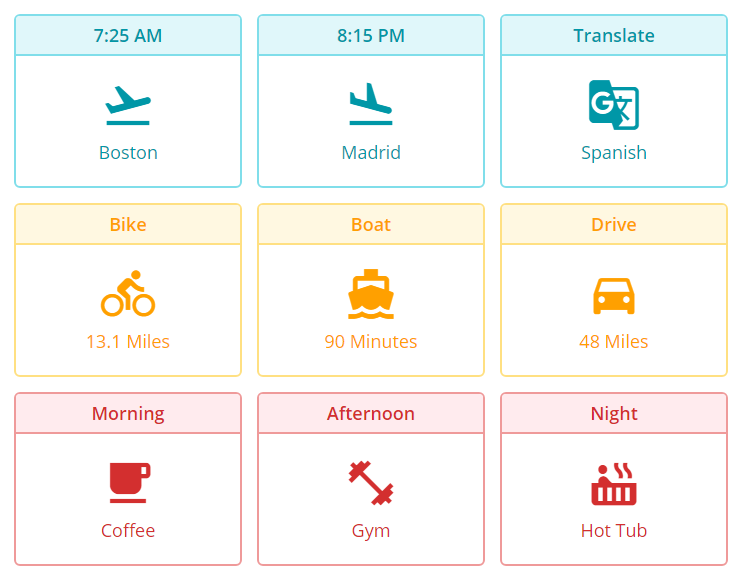 7:25 AM
8:15 PM
Translate
Boston
Madrid
G 文
Spanish
Bike
Boat
Drive
13.1 Miles
90 Minutes
48 Miles
Morning
Afternoon
Night
Coffee
Gym
Hot Tub